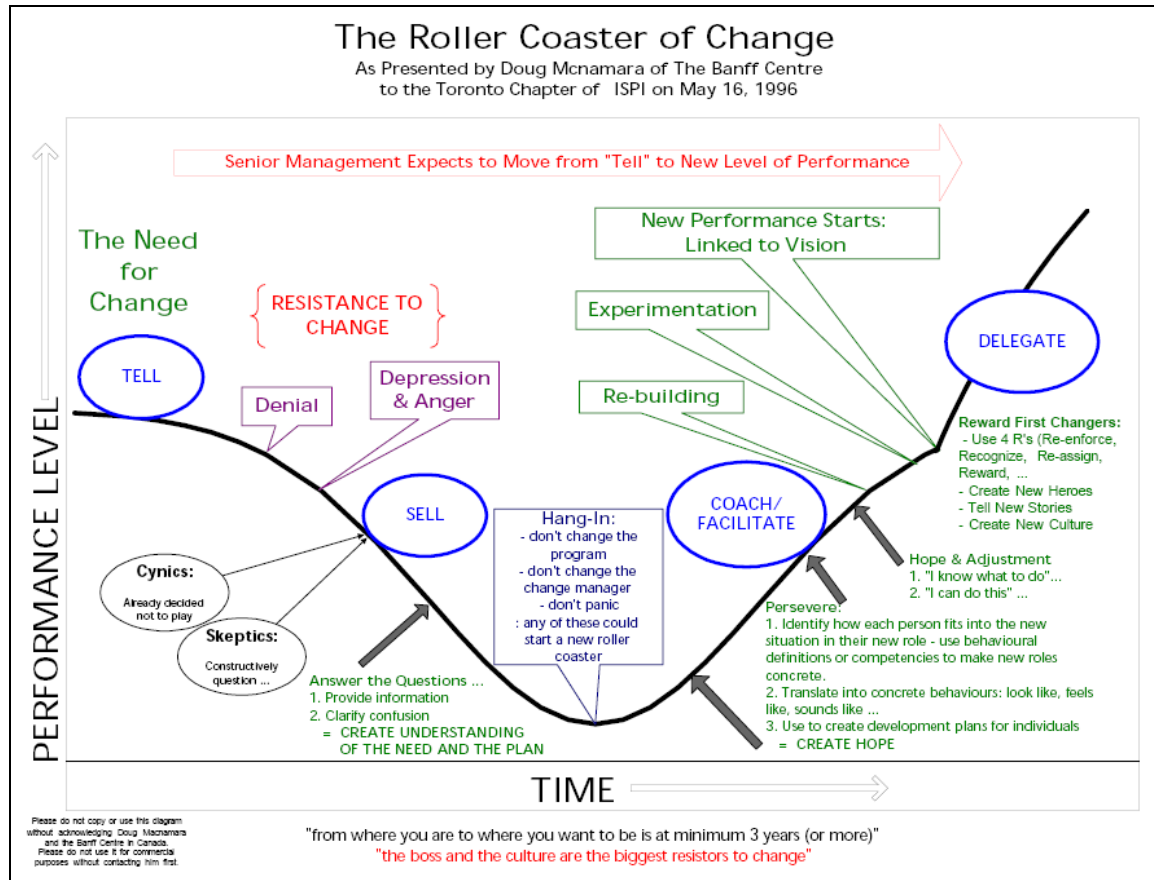 The Roller Coaster of Change
As Presented by Doug Mcnamara of The Banff Centre
to the Toronto Chapter of ISPI on May 16, 1996
Senior Management Expects to Move from "Tell" to New Level of Performance
The Need
for
Change
RESISTANCE TO
CHANGE
New Performance Starts:
Linked to Vision
Experimentation
Re-building
TELL
Denial
Depression
& Anger
SELL
COACH/
FACILITATE
DELEGATE
Hang-In:
- don't change the
program
- don't change the
change manager
- don't panic
: any of these could
start a new roller
coaster
Cynics:
Already decided
not to play
Skeptics:
Constructively
question ...
Answer the Questions ...
1. Provide information
2. Clarify confusion
= CREATE UNDERSTANDING
OF THE NEED AND THE PLAN
Reward First Changers:
- Use 4 R's (Re-enforce,
Recognize, Re-assign,
Reward, ...
- Create New Heroes
- Tell New Stories
- Create New Culture
Hope & Adjustment
1. "I know what to do"...
2. "I can do this" ...
Persevere:
1. Identify how each person fits into the new
situation in their new role - use behavioural
definitions or competencies to make new roles
concrete.
2. Translate into concrete behaviours: look like, feels
like, sounds like ...
3. Use to create development plans for individuals
= CREATE HOPE
PERFORMANCE LEVEL
TIME
Please do not copy or use this diagram
without acknowledging Doug Macnamara
and the Banff Centre in Canada.
Please do not use it for commercial
purposes without contacting him first.
"from where you are to where you want to be is at minimum 3 years (or more)"
"the boss and the culture are the biggest resistors to change"